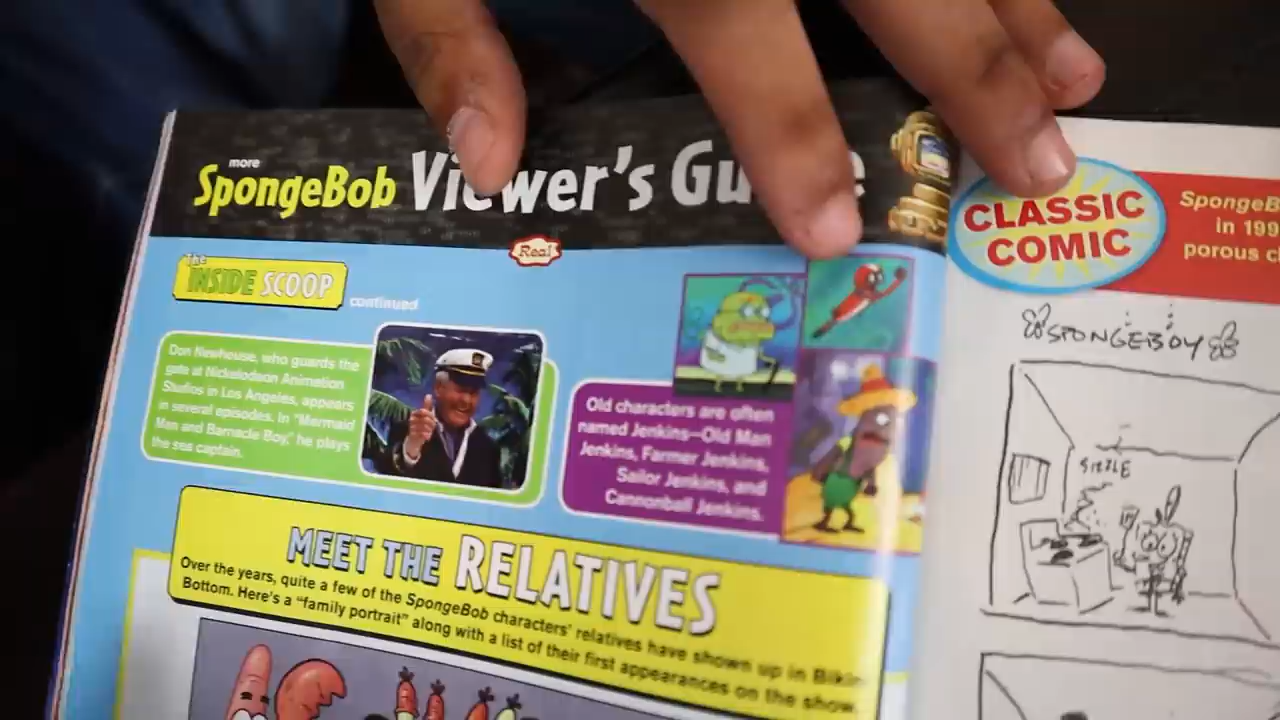 more
SpongeBob Viewer's Gu e
Real
The
INSIDE SCOOP
continued
Don Newhouse, who guards the
gate at Nickelodeon Animation
Studios in Los Angeles, appears
in several episodes. In "Mermaid
Man and Barnacle Boy," he plays
the sea captain.
Old characters are often
named Jenkins—Old Man
Jenkins, Farmer Jenkins,
Sailor Jenkins, and
Cannonball Jenkins.
MEET THE RELATIVES
Over the years, quite a few of the SpongeBob characters' relatives have shown up in Bikin
Bottom. Here's a "family portrait" along with a list of their first appearances on the show.
CLASSIC
COMIC
SpongeB
in 199
porous c
SPONGEBOY
SIZZLE